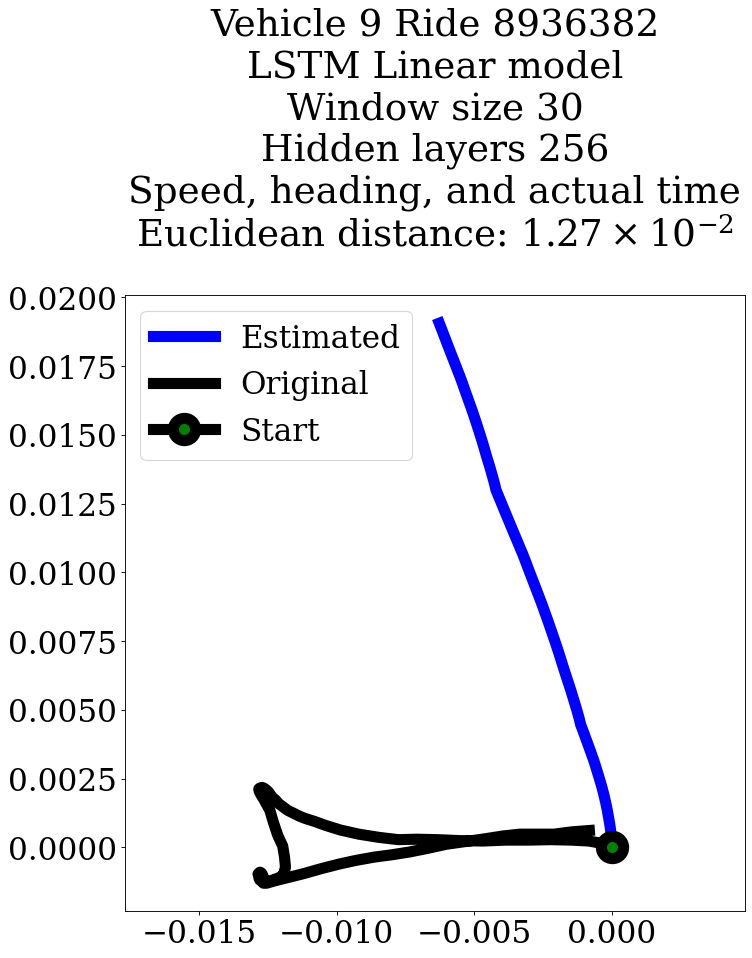 Vehicle 9 Ride 8936382
LSTM Linear model
Window size 30
Hidden layers 256
Speed, heading, and actual time
Euclidean distance: 1.27 × 10⁻²
0.0200
0.0175
0.0150
0.0125
0.0100
0.0075
0.0050
0.0025
0.0000
Estimated
Original
Start
−0.015 −0.010 −0.005 0.000